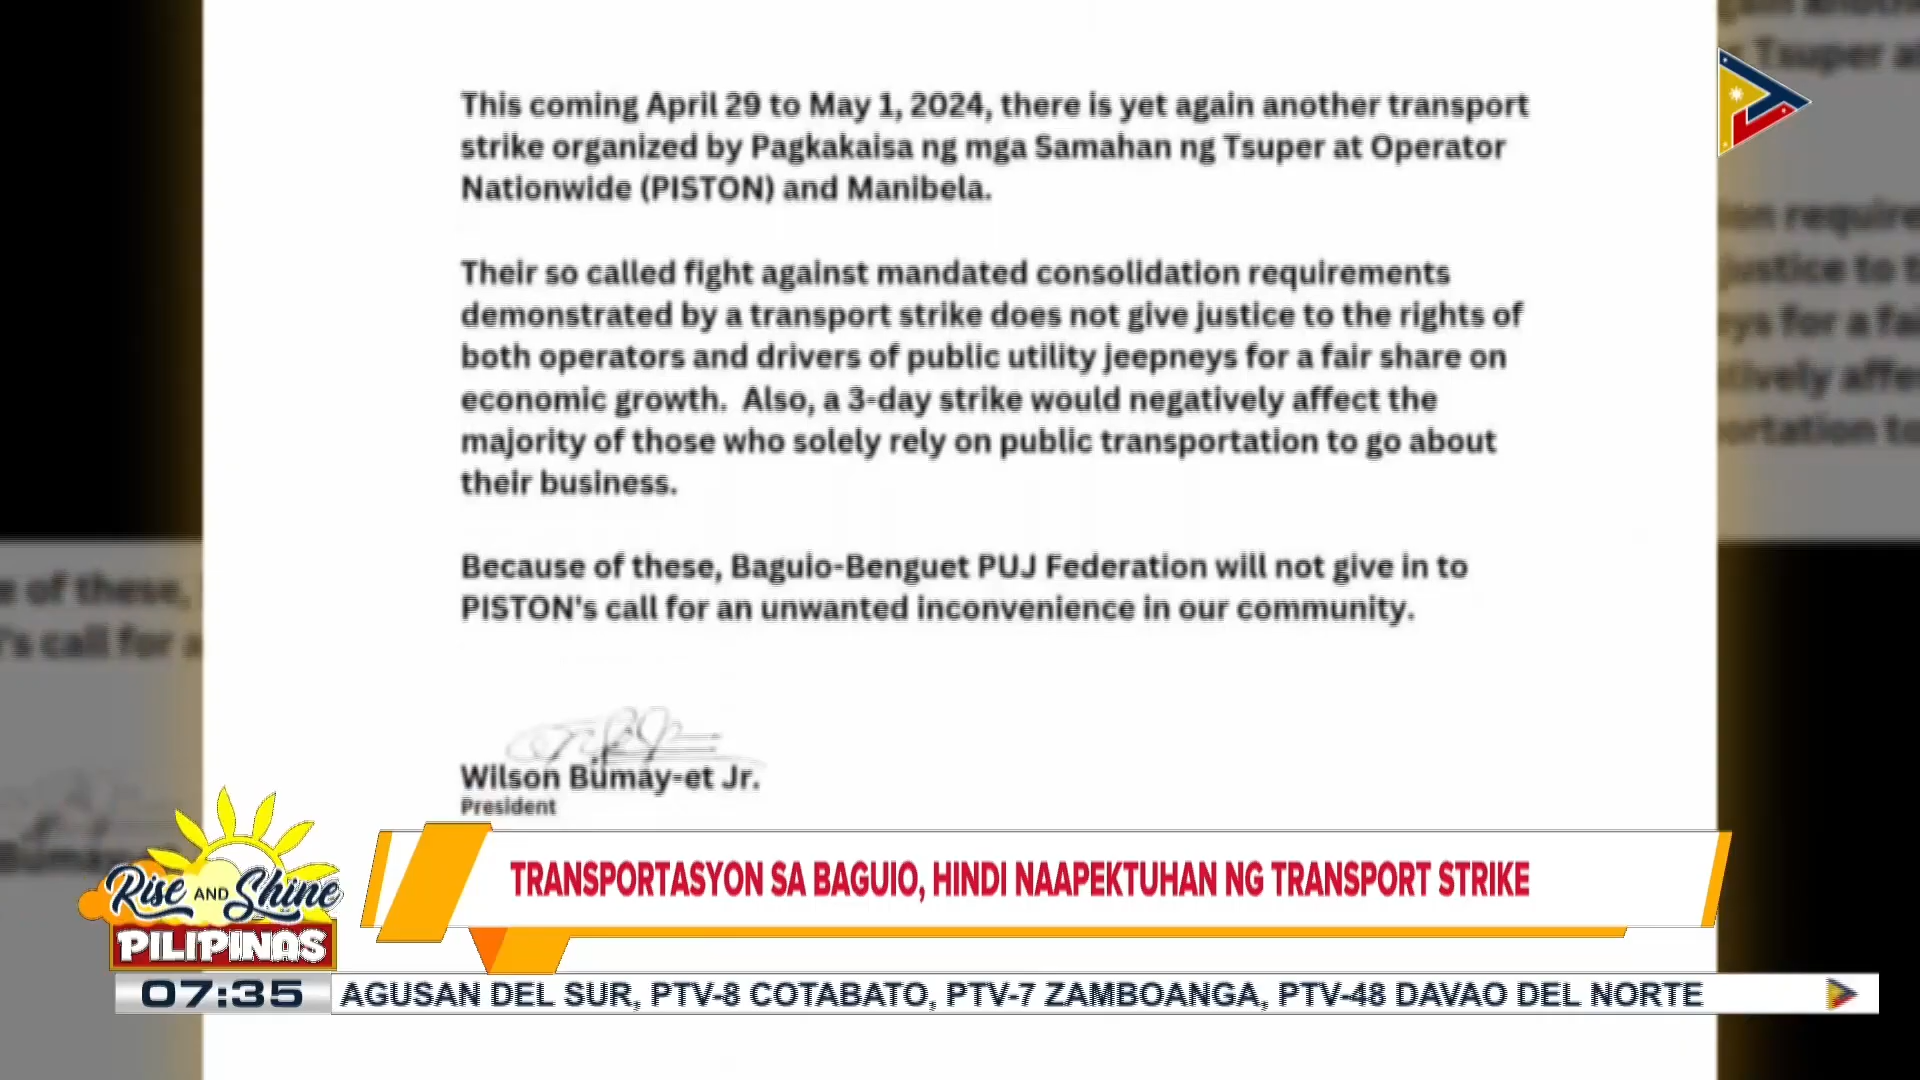 This coming April 29 to May 1, 2024, there is yet again another transport
strike organized by Pagkakaisa ng mga Samahan ng Tsuper at Operator
Nationwide (PISTON) and Manibela.
Their so called fight against mandated consolidation requirements
demonstrated by a transport strike does not give justice to the rights of
both operators and drivers of public utility jeepneys for a fair share on
economic growth.  Also, a 3-day strike would negatively affect the
majority of those who solely rely on public transportation to go about
their business.
Because of these, Baguio-Benguet PUJ Federation will not give in to
PISTON's call for an unwanted inconvenience in our community.
Wilson Bumay-et Jr.
President
TRANSPORTASYON SA BAGUIO, HINDI NAAPEKTUHAN NG TRANSPORT STRIKE
Rise AND Shine
PILIPINAS
07:35
AGUSAN DEL SUR, PTV-8 COTABATO, PTV-7 ZAMBOANGA, PTV-48 DAVAO DEL NORTE